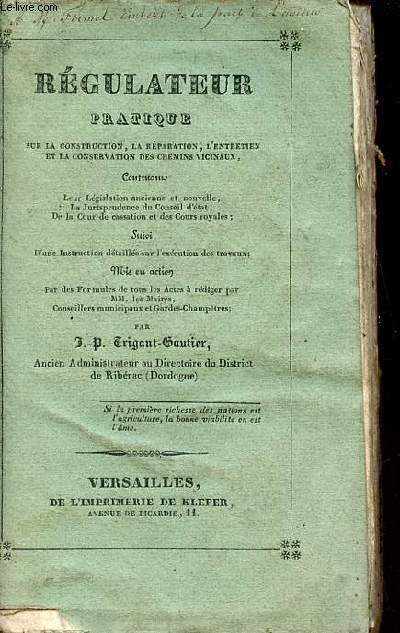 Le-livre.com
RÉGULATEUR
PRATIQUE
SUR LA CONSTRUCTION, LA RÉPARATION, L'ENTRETIEN
ET LA CONSERVATION DES CHEMINS VICINAUX,
Contenant
Leur Législation ancienne et nouvelle,
La Jurisprudence du Conseil d'état
De la Cour de cassation et des Cours royales;
Suivi
D'une Instruction détaillée sur l'exécution des travaux;
Mis en action
Par des Formules de tous les Actes à rédiger par
MM. les Maires,
Conseillers municipaux et Gardes-Champêtres;
PAR
J. P. Trigant-Gautier,
Ancien Administrateur au Directoire du District
de Ribérac (Dordogne)
Si la première richesse des nations est
l'agriculture, la bonne viabilité en est
l'âme.
VERSAILLES,
DE L'IMPRIMERIE DE KLEFER,
AVENUE DE PICARDIE, 11.